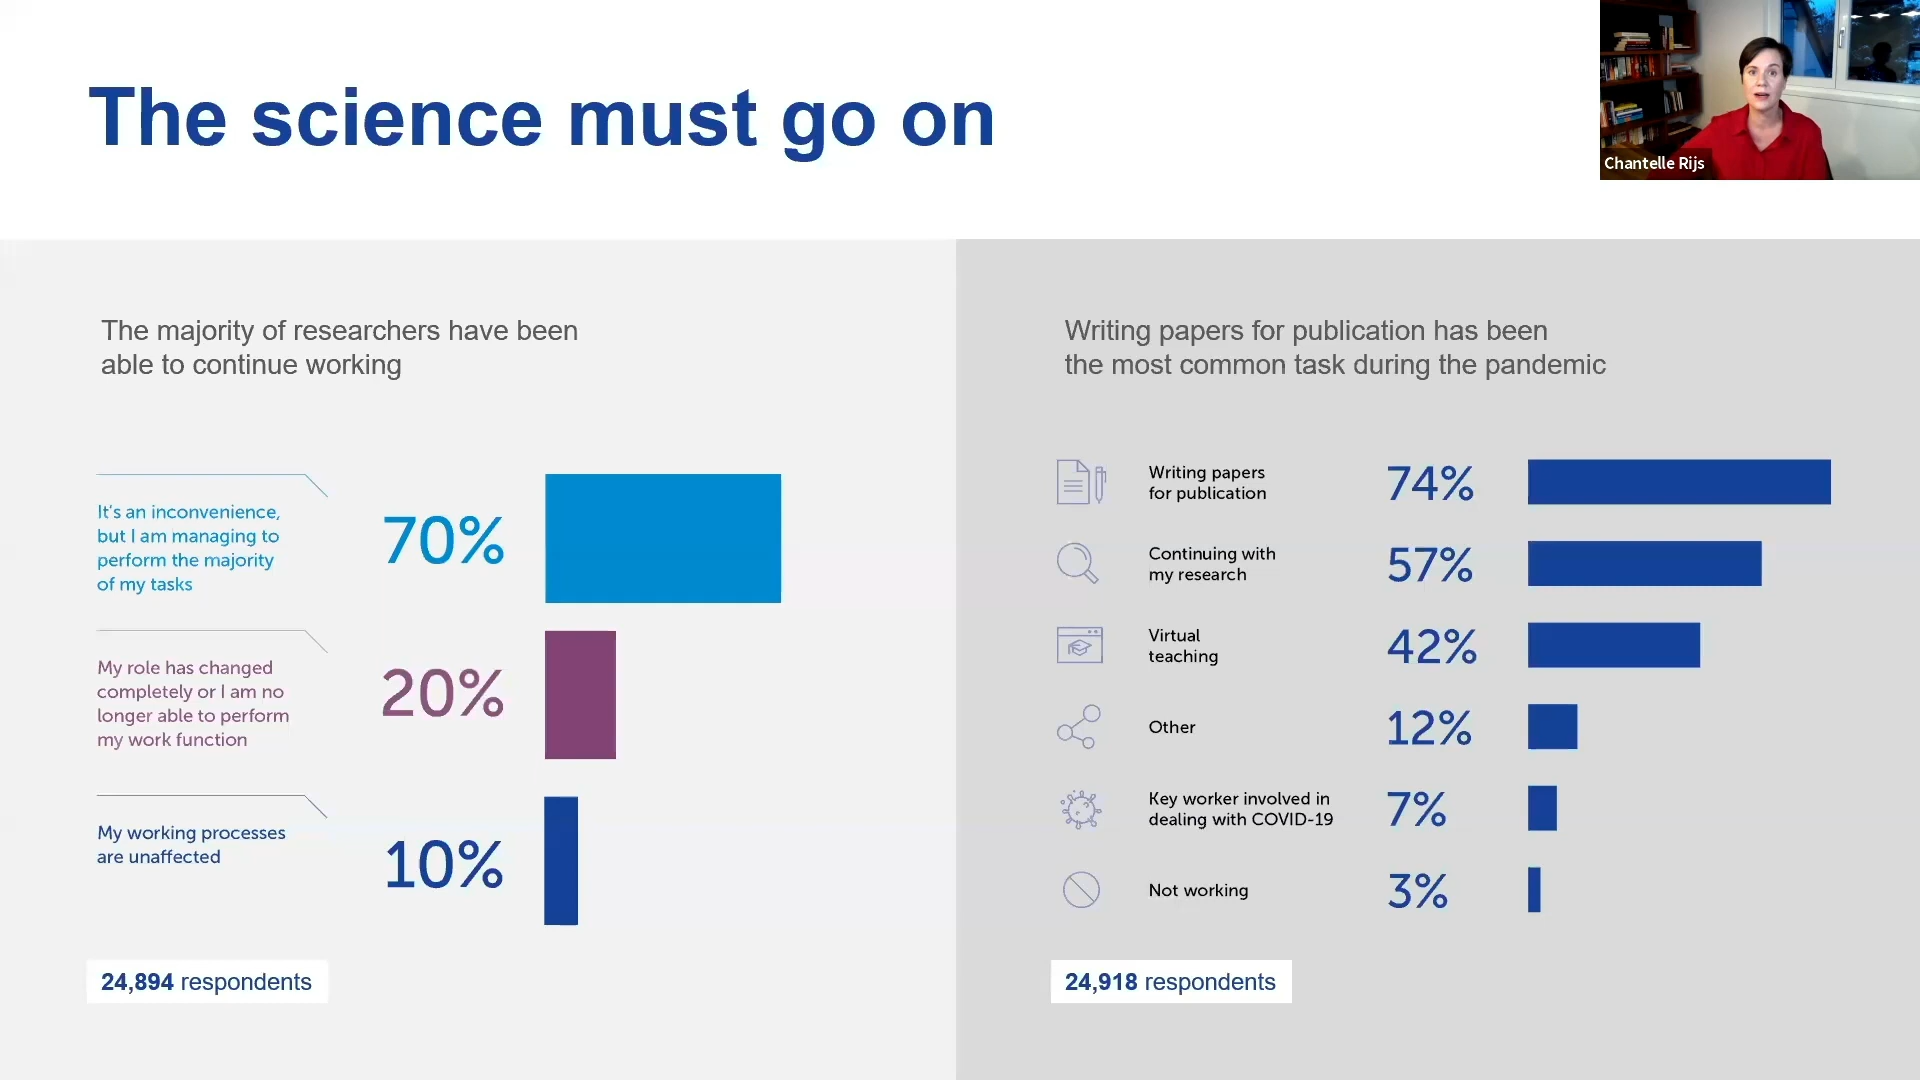 The science must go on
Chantelle Rijs
The majority of researchers have been
able to continue working
It's an inconvenience,
but I am managing to
perform the majority
of my tasks
70%
My role has changed
completely or I am no
longer able to perform
my work function
20%
My working processes
are unaffected
10%
24,894 respondents
Writing papers for publication has been
the most common task during the pandemic
Writing papers
for publication
74%
Continuing with
my research
57%
Virtual
teaching
42%
Other
12%
Key worker involved in
dealing with COVID-19
7%
Not working
3%
24,918 respondents